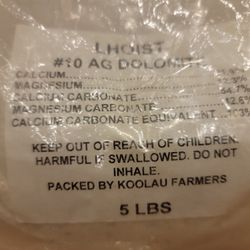 LHOIST
#10 AG DOLOMITE
CALCIUM
MAGNESIUM
CALCIUM CARBONATE
MAGNESIUM CARBONATE
CALCIUM CARBONATE EQUIVALENT
KEEP OUT OF REACH OF CHILDREN.
HARMFUL IF SWALLOWED. DO NOT
INHALE.
PACKED BY KOOLAU FARMERS
5 LBS